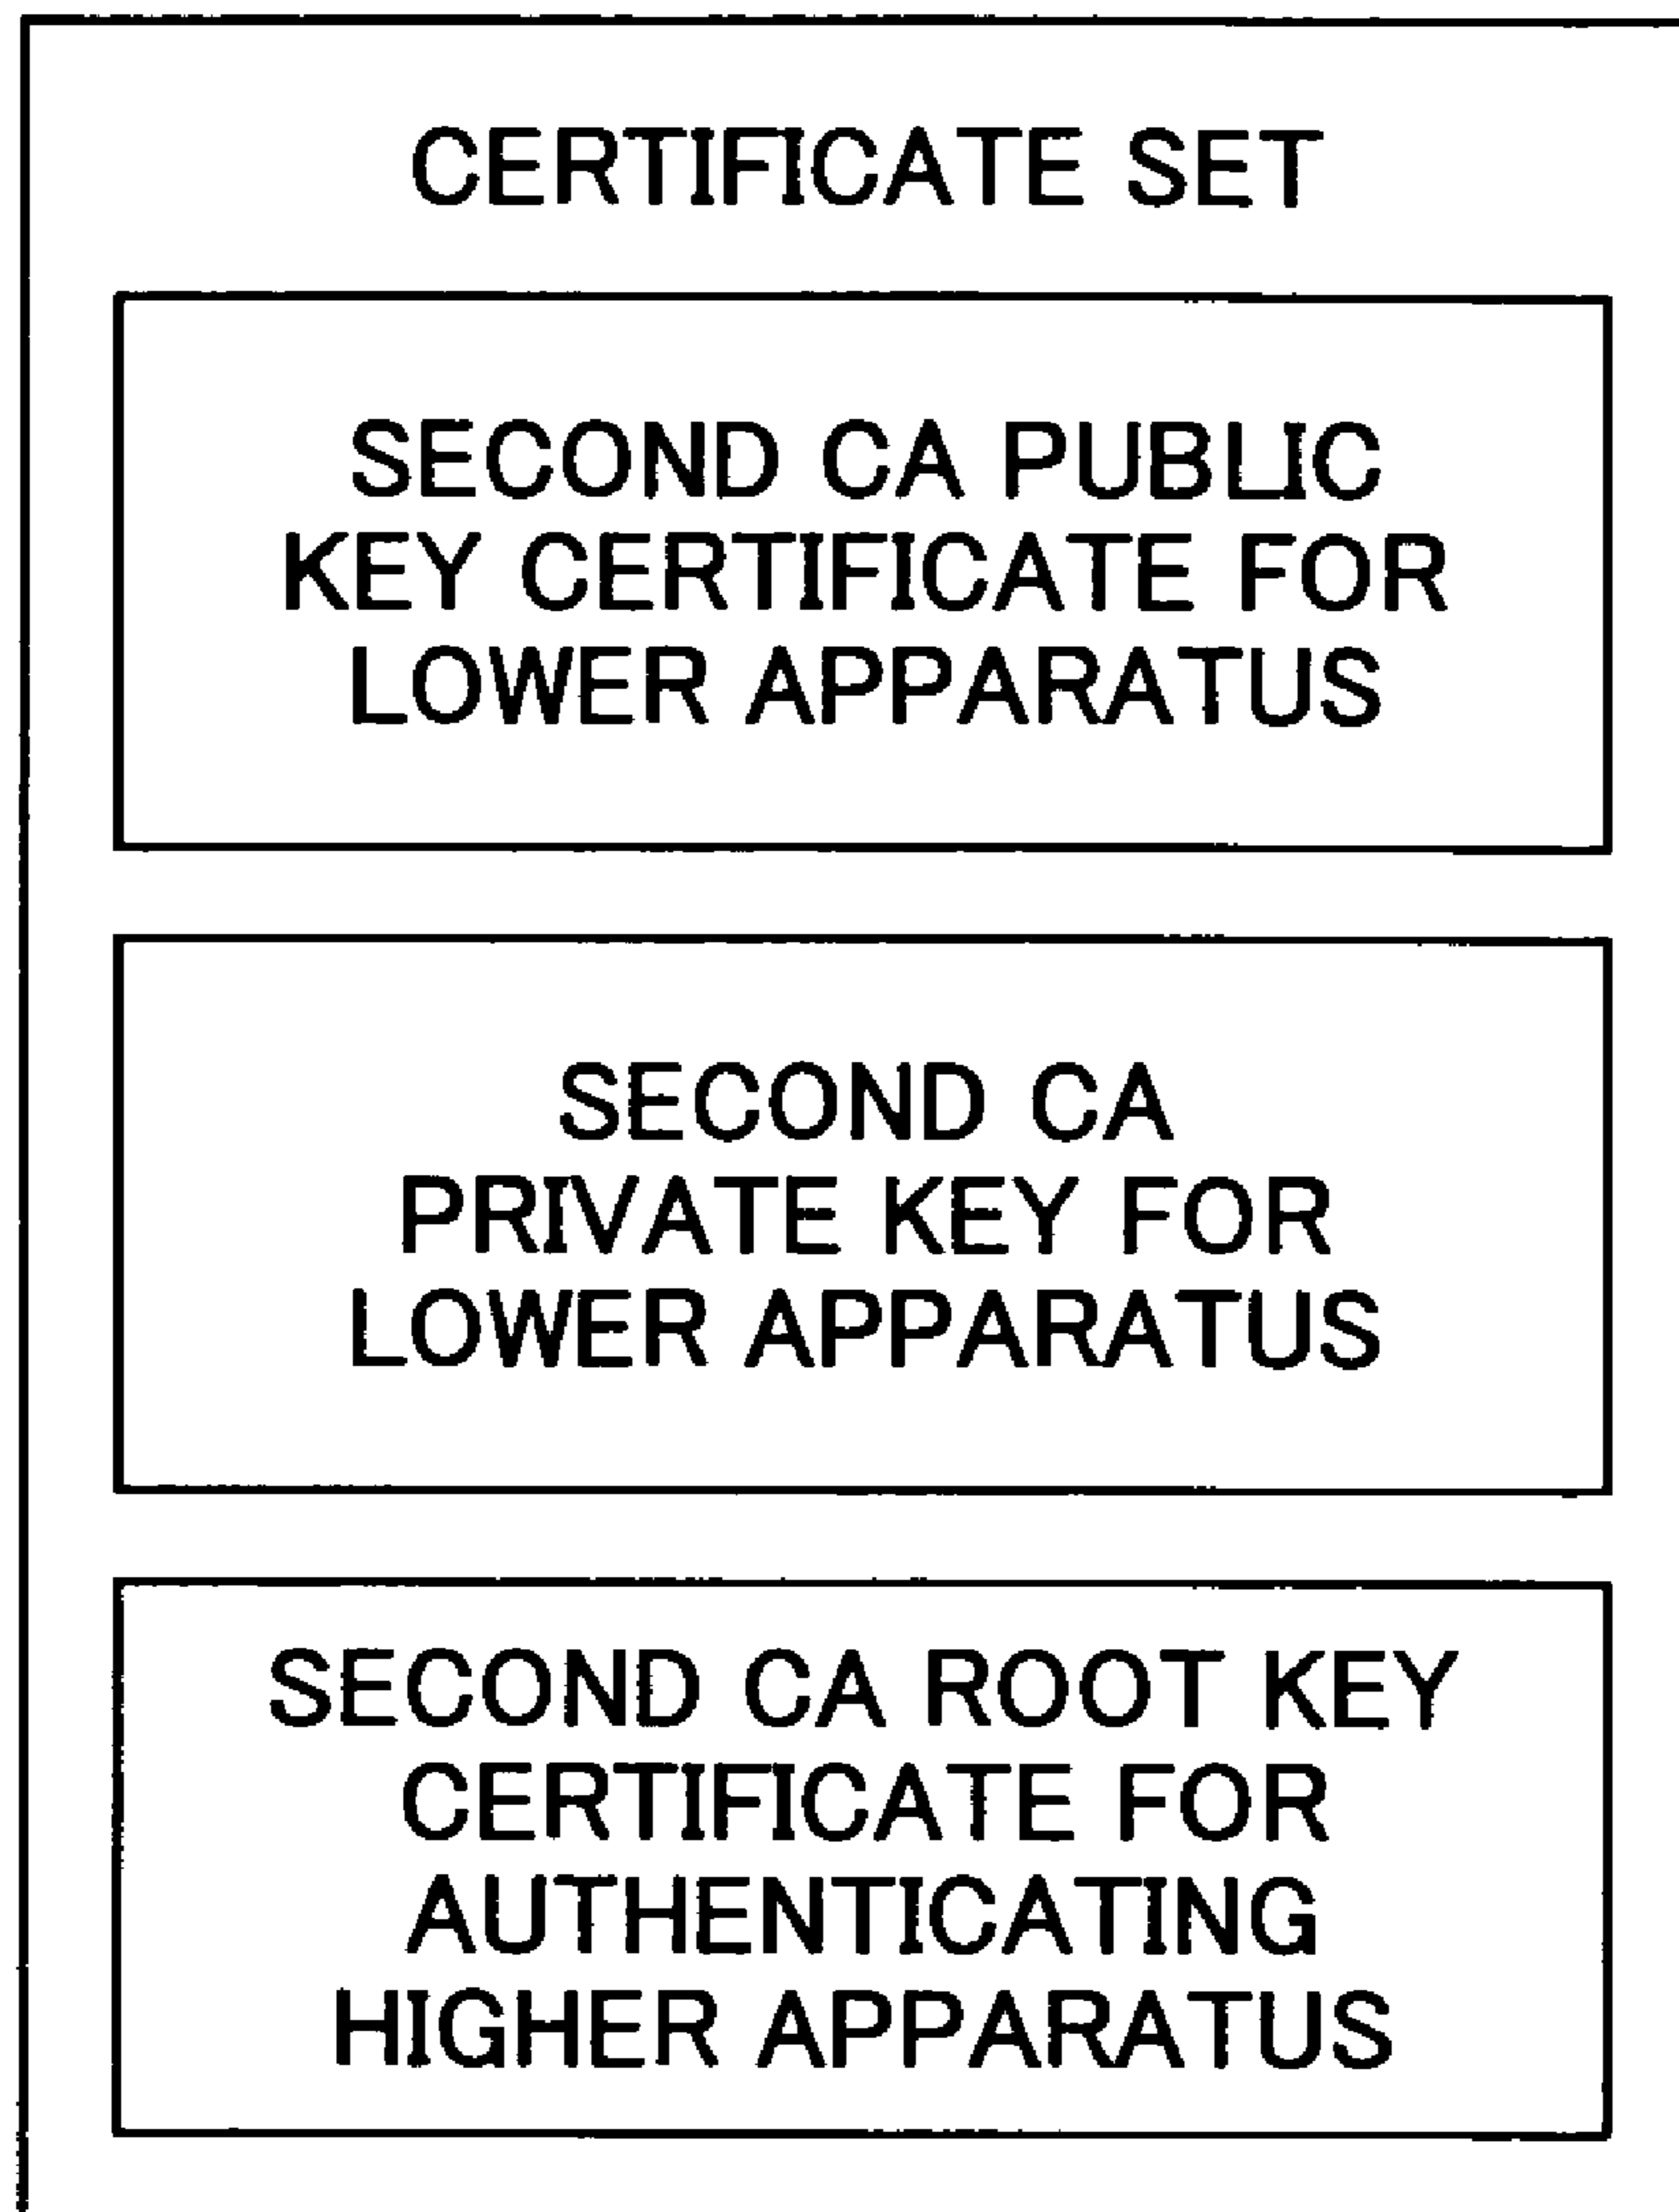 CERTIFICATE SET
SECOND CA PUBLIC
KEY CERTIFICATE FOR
LOWER APPARATUS
SECOND CA
PRIVATE KEY FOR
LOWER APPARATUS
SECOND CA ROOT KEY
CERTIFICATE FOR
AUTHENTICATING
HIGHER APPARATUS